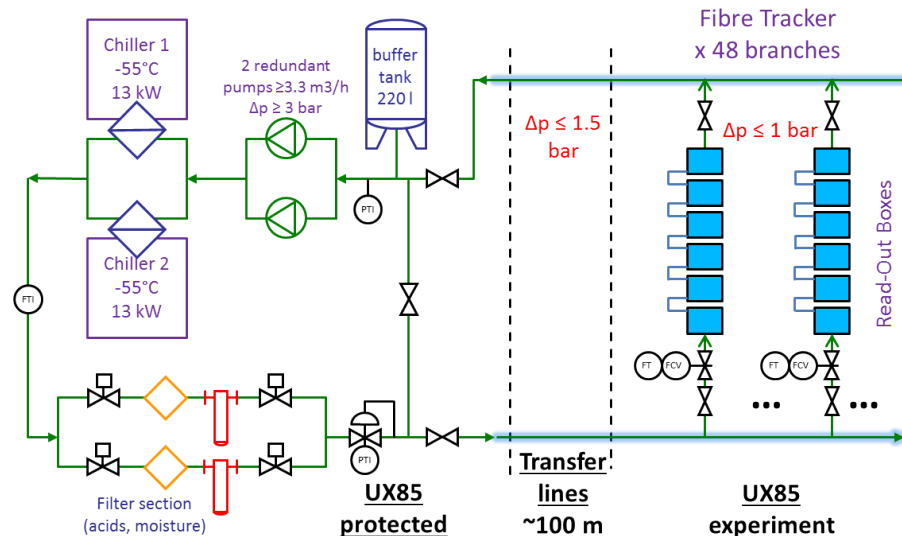 Chiller 1
-55°C
13 kW
2 redundant
pumps ≥3.3 m3/h
Δp ≥ 3 bar
buffer
tank
220 l
Fibre Tracker
x 48 branches
Δp ≤ 1.5
bar
Δp ≤ 1 bar
PTI
Chiller 2
-55°C
13 kW
FTI
Read-Out Boxes
FT
FCV
FT
FCV
...
...
PTI
Filter section
(acids, moisture)
UX85
protected
Transfer
lines
~100 m
UX85
experiment